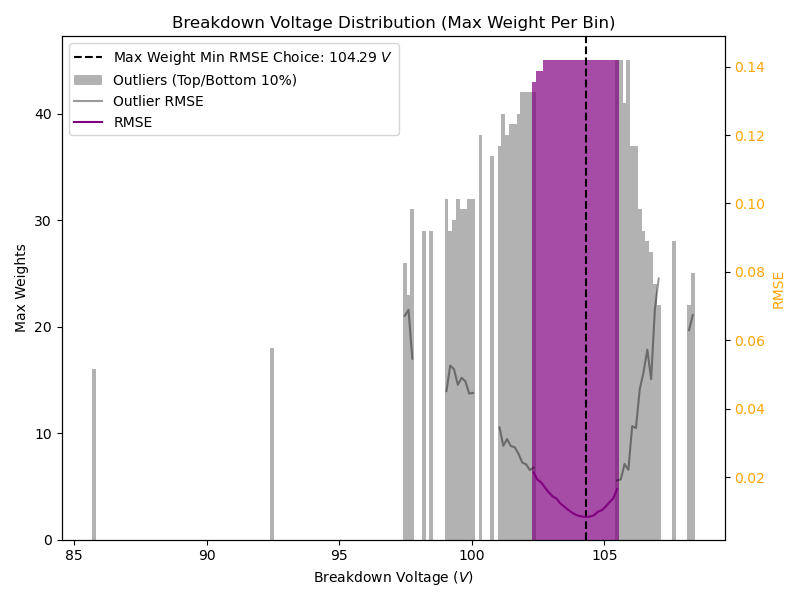 Breakdown Voltage Distribution (Max Weight Per Bin)
Max Weight Min RMSE Choice: 104.29 V
Outliers (Top/Bottom 10%)
Outlier RMSE
RMSE
Max Weights
40
30
20
10
0
0.14
0.12
0.10
0.08
0.06
0.04
0.02
RMSE
85 90 95 100 105
Breakdown Voltage (V)